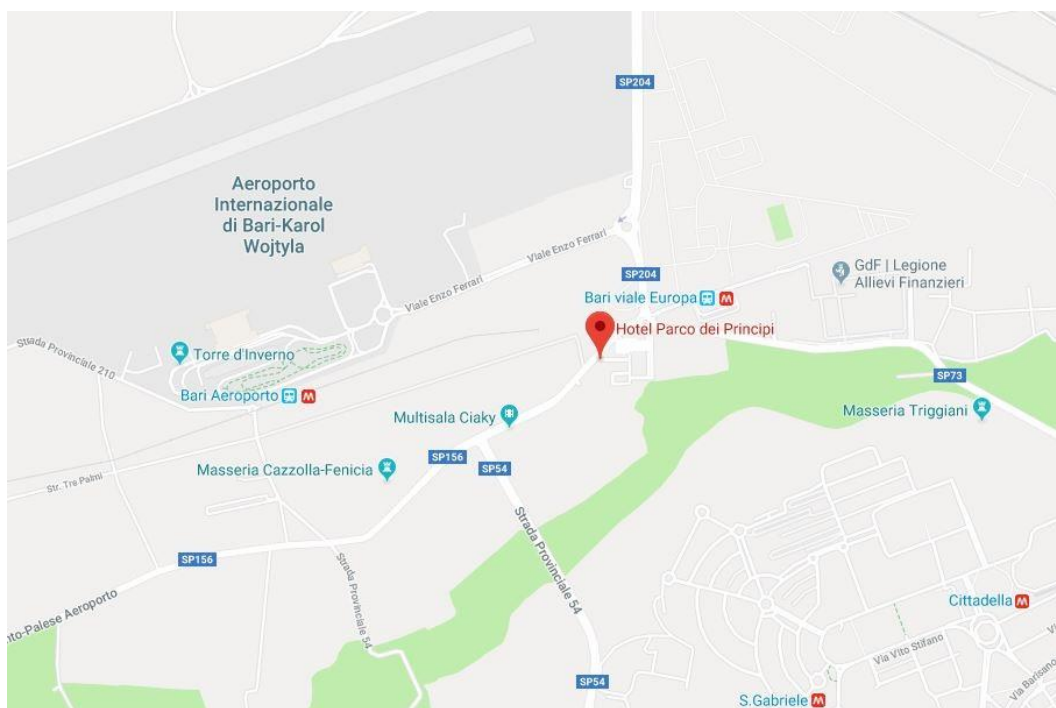 SP204
Aeroporto
Internazionale
di Bari-Karol
Wojtyla
Viale Enzo Ferrari
SP204
GdF | Legione
Allievi Finanzieri
Bari viale Europa
Viale Enzo Ferrari
Hotel Parco dei Principi
Strada Provinciale 210
Torre d'Inverno
SP73
Bari Aeroporto
Multisala Ciaky
Masseria Triggiani
SP156
Masseria Cazzolla-Fenicia
SP54
Str. Tre Palmi
Strada Provinciale 54
SP156
Strada Provinciale 54
nto-Palese Aeroporto
Cittadella
Via Vito Stifano
Via Barisano
SP54
S.Gabriele